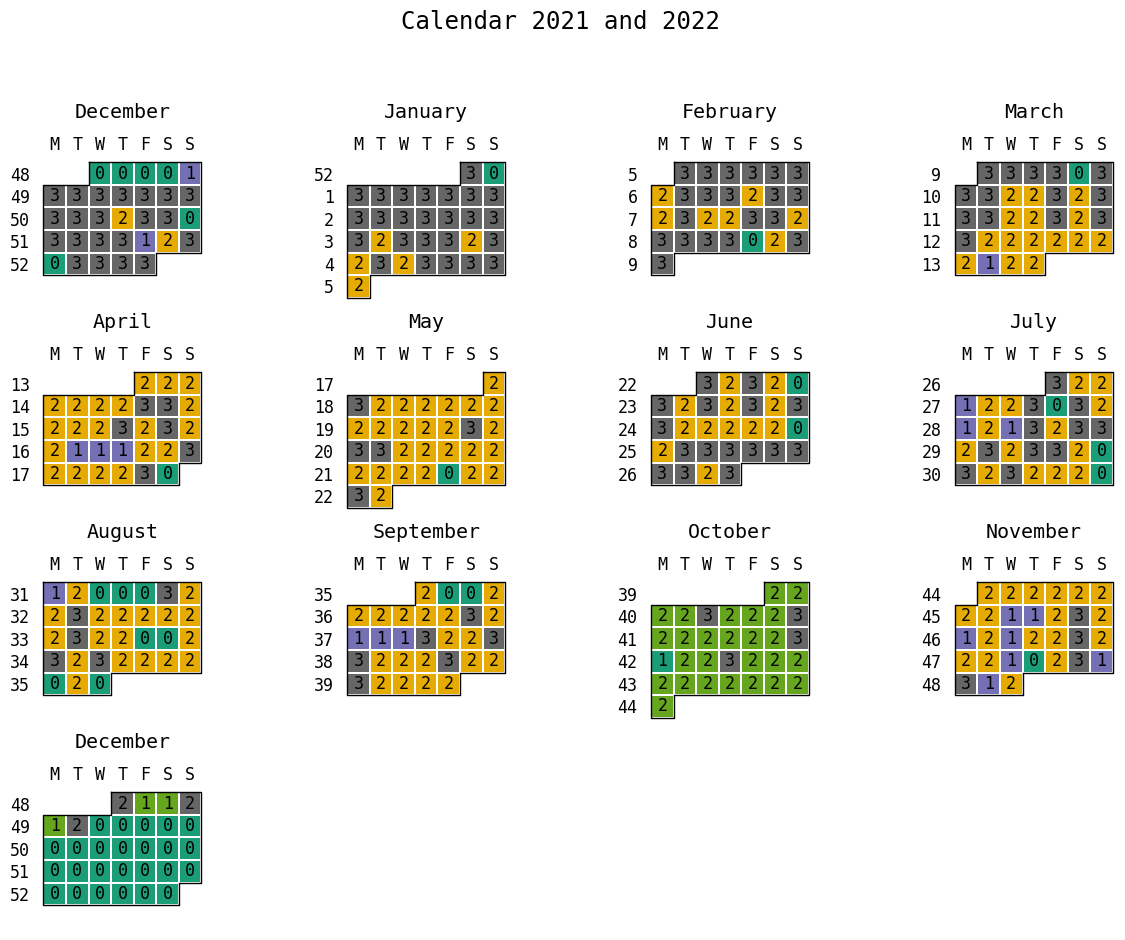 Calendar 2021 and 2022
December January February March
M T W T F S S M T W T F S S M T W T F S S M T W T F S S
48 0 0 0 0 1 52 3 0 5 3 3 3 3 3 3 9 3 3 3 3 0 3
49 3 3 3 3 3 3 3 1 3 3 3 3 3 3 3 6 2 3 3 3 2 3 3 10 3 3 2 2 3 2 3
50 3 3 3 2 3 3 0 2 3 3 3 3 3 3 3 7 2 3 2 2 3 3 2 11 3 3 2 2 3 2 3
51 3 3 3 3 1 2 3 3 3 2 3 3 3 2 3 8 3 3 3 3 0 2 3 12 3 2 2 2 2 2 2
52 0 3 3 3 3 4 2 3 2 3 3 3 3 9 3 13 2 1 2 2
5 2
April May June July
M T W T F S S M T W T F S S M T W T F S S M T W T F S S
13 2 2 2 17 2 22 3 2 3 2 0 26 3 2 2
14 2 2 2 2 3 3 2 18 3 2 2 2 2 2 2 23 3 2 3 2 3 2 3 27 1 2 2 3 0 3 2
15 2 2 2 3 2 3 2 19 2 2 2 2 2 3 2 24 3 2 2 2 2 2 0 28 1 2 1 3 2 3 3
16 2 1 1 1 2 2 3 20 3 3 2 2 2 2 2 25 2 3 3 3 3 3 3 29 2 3 2 3 3 2 0
17 2 2 2 2 3 0 21 2 2 2 2 0 2 2 26 3 3 2 3 30 3 2 3 2 2 2 0
22 3 2
August September October November
M T W T F S S M T W T F S S M T W T F S S M T W T F S S
31 1 2 0 0 0 3 2 35 2 0 0 2 39 2 2 44 2 2 2 2 2 2
32 2 3 2 2 2 2 2 36 2 2 2 2 2 3 2 40 2 2 3 2 2 2 3 45 2 2 1 1 2 3 2
33 2 3 2 2 0 0 2 37 1 1 1 3 2 2 3 41 2 2 2 2 2 2 3 46 1 2 1 2 2 3 2
34 3 2 3 2 2 2 2 38 3 2 2 2 3 2 2 42 1 2 2 3 2 2 2 47 2 2 1 0 2 3 1
35 0 2 0 39 3 2 2 2 2 43 2 2 2 2 2 2 2 48 3 1 2
44 2
December
M T W T F S S
48 2 1 1 2
49 1 2 0 0 0 0 0
50 0 0 0 0 0 0 0
51 0 0 0 0 0 0 0
52 0 0 0 0 0 0